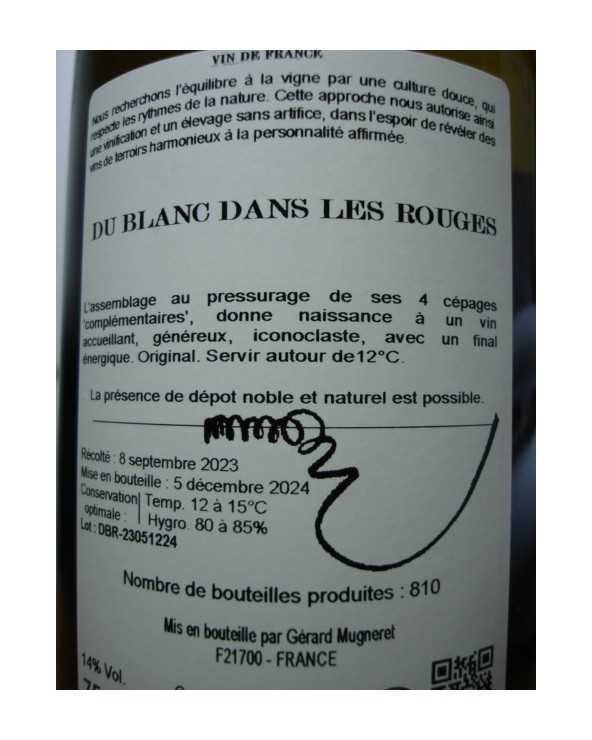 VIN DE FRANCE
Nous recherchons l'équilibre à la vigne par une culture douce, qui
respecte les rythmes de la nature. Cette approche nous autorise ainsi
une vinification et un élevage sans artifice, dans l'espoir de révéler des
vins de terroirs harmonieux à la personnalité affirmée.
DU BLANC DANS LES ROUGES
L'assemblage au pressurage de ses 4 cépages
'complémentaires', donne naissance à un vin
accueillant, généreux, iconoclaste, avec un final
énergique. Original. Servir autour de12°C.
La présence de dépot noble et naturel est possible.
Récolté : 8 septembre 2023
Mise en bouteille : 5 décembre 2024
Conservation Temp. 12 à 15°C
optimale : Hygro. 80 à 85%
Lot : DBR-23051224
Nombre de bouteilles produites : 810
Mis en bouteille par Gérard Mugneret
F21700 - FRANCE
14% Vol.